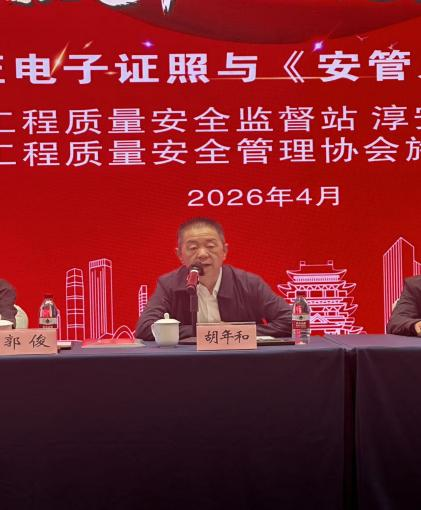 电子证照与《安管
工程质量安全监督站 淳安
工程质量安全管理协会施
2026年4月
郭 俊
胡年和